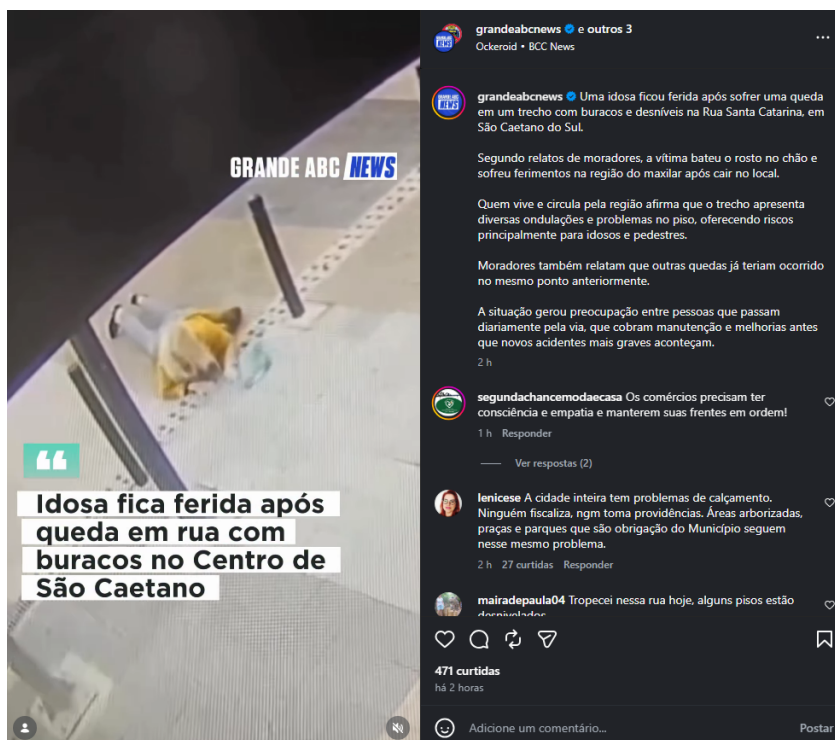 GRANDE ABC NEWS
Idosa fica ferida após
queda em rua com
buracos no Centro de
São Caetano
grandeabcnews e outros 3
Ockeroid • BCC News
grandeabcnews Uma idosa ficou ferida após sofrer uma queda
em um trecho com buracos e desníveis na Rua Santa Catarina, em
São Caetano do Sul.
Segundo relatos de moradores, a vítima bateu o rosto no chão e
sofreu ferimentos na região do maxilar após cair no local.
Quem vive e circula pela região afirma que o trecho apresenta
diversas ondulações e problemas no piso, oferecendo riscos
principalmente para idosos e pedestres.
Moradores também relatam que outras quedas já teriam ocorrido
no mesmo ponto anteriormente.
A situação gerou preocupação entre pessoas que passam
diariamente pela via, que cobram manutenção e melhorias antes
que novos acidentes mais graves aconteçam.
2 h
segundachancemodaecasa Os comércios precisam ter
consciência e empatia e manterem suas frentes em ordem!
1 h Responder
Ver respostas (2)
lenicese A cidade inteira tem problemas de calçamento.
Ninguém fiscaliza, ngm toma providências. Áreas arborizadas,
praças e parques que são obrigação do Município seguem
nesse mesmo problema.
2 h 27 curtidas Responder
mairadepaula04 Tropecei nessa rua hoje, alguns pisos estão
desnivelados
471 curtidas
há 2 horas
Adicione um comentário...
Postar